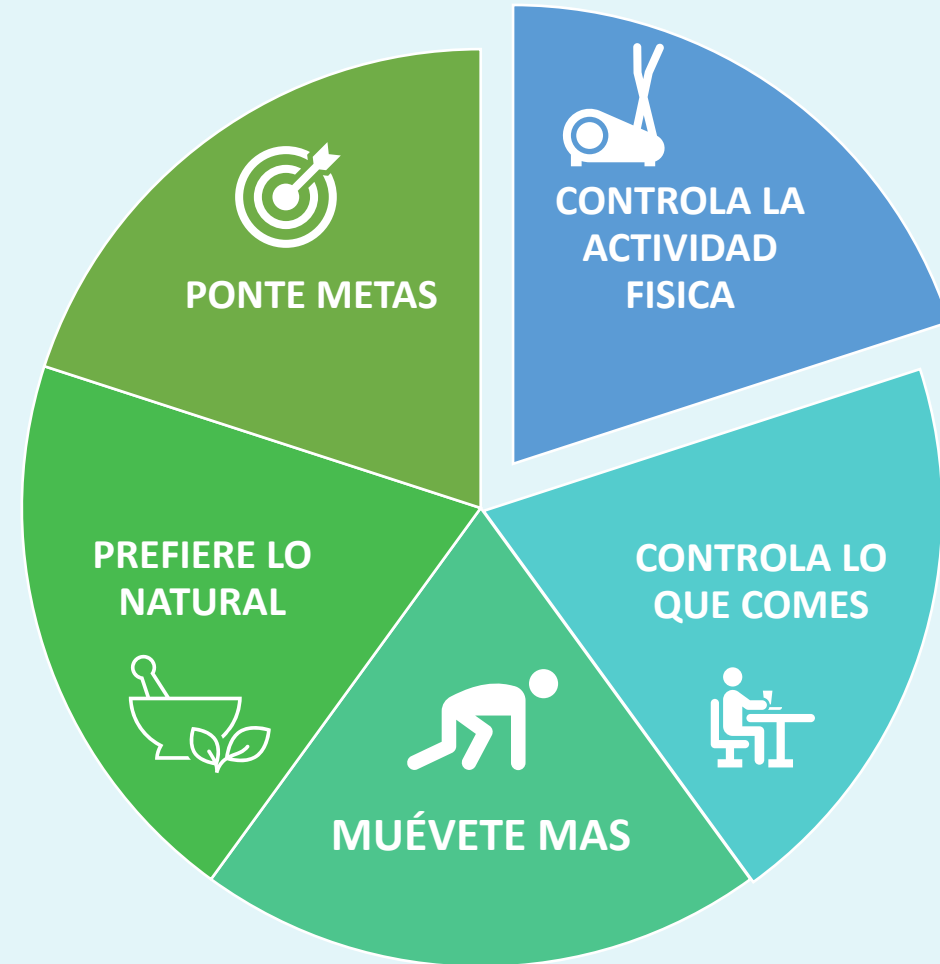 CONTROLA LA
ACTIVIDAD
FISICA
CONTROLA LO
QUE COMES
MUÉVETE MAS
PREFIERE LO
NATURAL
PONTE METAS